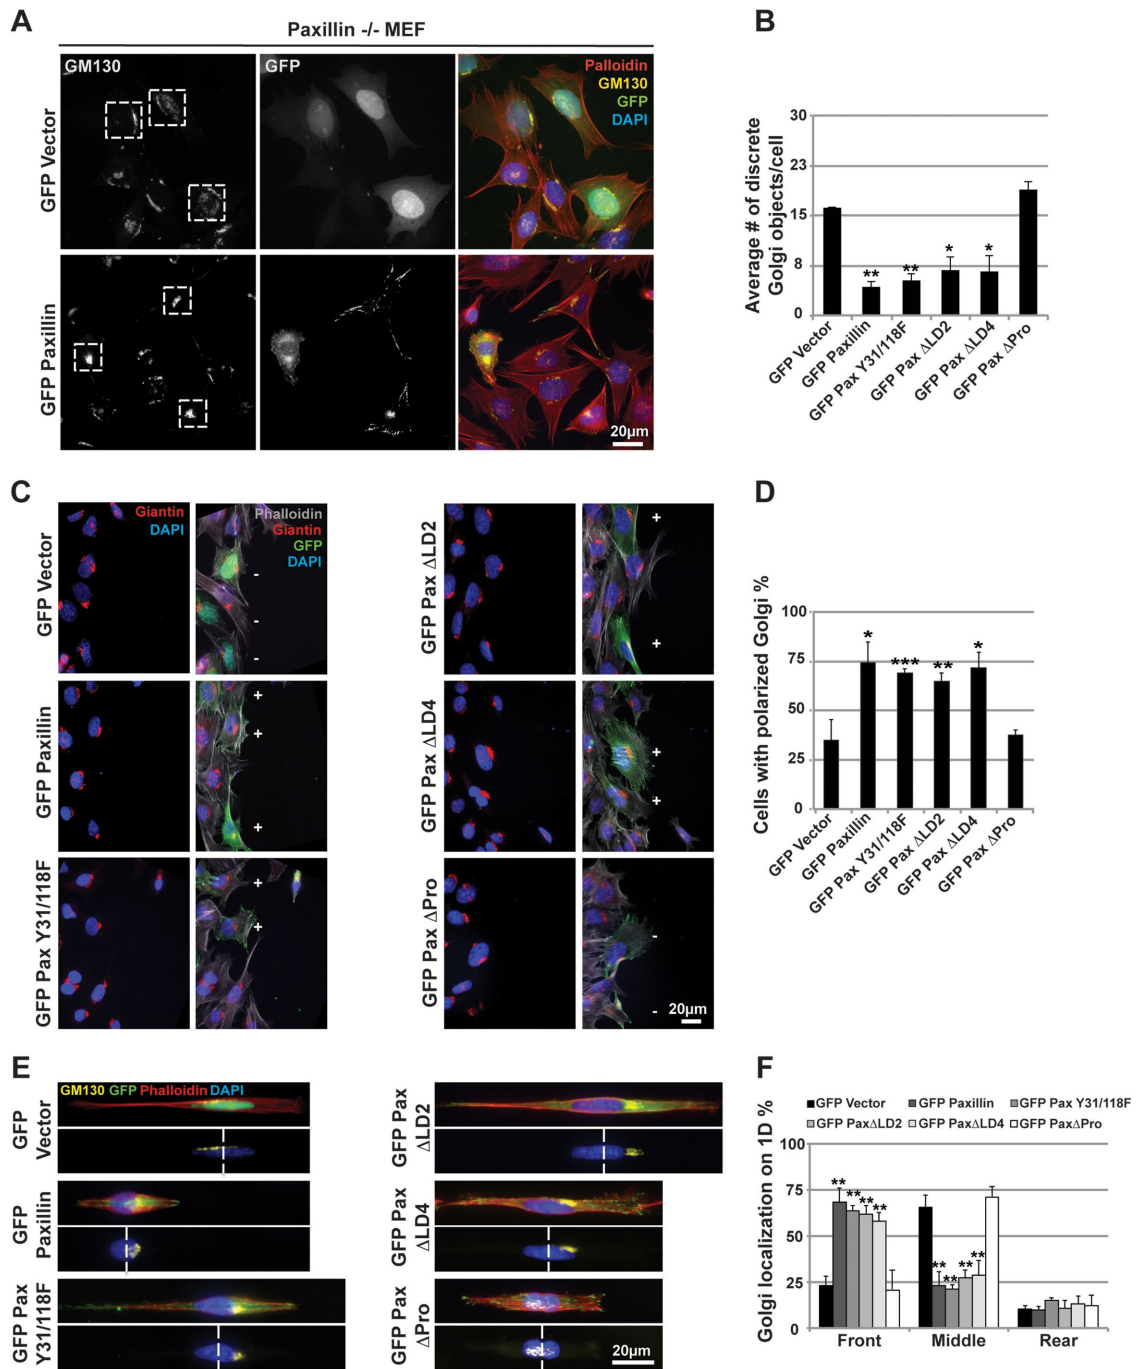 A
Paxillin -/- MEF
GM130
GFP
Palloidin
GM130
GFP
DAPI
GFP Vector
GFP Paxillin
20µm
B
Average # of discrete
Golgi objects/cell
30
23
15
8
0
**
**
*
*
GFP Vector
GFP Paxillin
GFP Pax Y31/118F
GFP Pax ΔLD2
GFP Pax ΔLD4
GFP Pax ΔPro
C
Giantin
DAPI
Phalloidin
Giantin
GFP
DAPI
GFP Vector
-
-
-
GFP Paxillin
+
+
+
GFP Pax Y31/118F
+
+
GFP Pax ΔLD2
+
+
GFP Pax ΔLD4
+
+
GFP Pax ΔPro
-
-
20µm
D
Cells with polarized Golgi %
100
75
50
25
0
*
***
**
*
GFP Vector
GFP Paxillin
GFP Pax Y31/118F
GFP Pax ΔLD2
GFP Pax ΔLD4
GFP Pax ΔPro
E
GM130 GFP Phalloidin DAPI
GFP
Vector
GFP
Paxillin
GFP Pax
Y31/118F
GFP Pax
ΔLD2
GFP Pax
ΔLD4
GFP Pax
ΔPro
20µm
F
GFP Vector GFP Paxillin GFP Pax Y31/118F
GFP PaxΔLD2 GFP PaxΔLD4 GFP PaxΔPro
Golgi localization on 1D %
100
75
50
25
0
** ** ** **
** ** ** **
Front Middle Rear